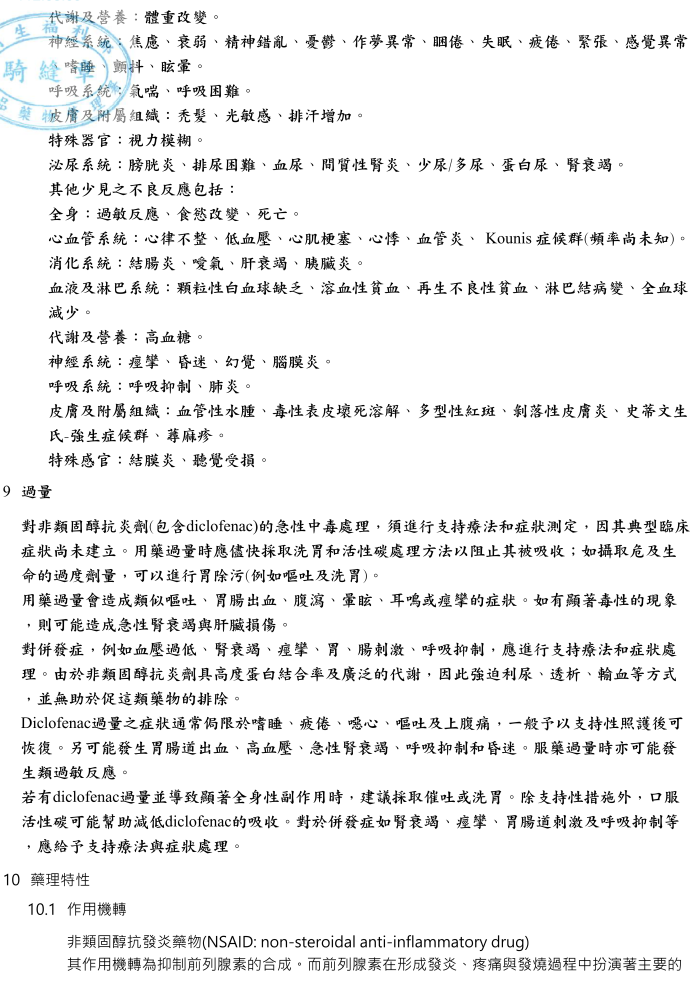 代謝及營養：體重改變。
神經系統：焦慮、衰弱、精神錯亂、憂鬱、作夢異常、睏倦、失眠、疲倦、緊張、感覺異常
、嗜睡、顫抖、眩暈。
呼吸系統：氣喘、呼吸困難。
皮膚及附屬組織：禿髮、光敏感、排汗增加。
特殊器官：視力模糊。
泌尿系統：膀胱炎、排尿困難、血尿、間質性腎炎、少尿/多尿、蛋白尿、腎衰竭。
其他少見之不良反應包括：
全身：過敏反應、食慾改變、死亡。
心血管系統：心律不整、低血壓、心肌梗塞、心悸、血管炎、 Kounis 症候群(頻率尚未知)。
消化系統：結腸炎、噯氣、肝衰竭、胰臟炎。
血液及淋巴系統：顆粒性白血球缺乏、溶血性貧血、再生不良性貧血、淋巴結病變、全血球
減少。
代謝及營養：高血糖。
神經系統：痙攣、昏迷、幻覺、腦膜炎。
呼吸系統：呼吸抑制、肺炎。
皮膚及附屬組織：血管性水腫、毒性表皮壞死溶解、多型性紅斑、剝落性皮膚炎、史蒂文生
氏-強生症候群、蕁麻疹。
特殊感官：結膜炎、聽覺受損。
9 過量
對非類固醇抗炎劑(包含diclofenac)的急性中毒處理，須進行支持療法和症狀測定，因其典型臨床
症狀尚未建立。用藥過量時應儘快採取洗胃和活性碳處理方法以阻止其被吸收；如攝取危及生
命的過度劑量，可以進行胃除污(例如嘔吐及洗胃)。
用藥過量會造成類似嘔吐、胃腸出血、腹瀉、暈眩、耳鳴或痙攣的症狀。如有顯著毒性的現象
，則可能造成急性腎衰竭與肝臟損傷。
對併發症，例如血壓過低、腎衰竭、痙攣、胃、腸刺激、呼吸抑制，應進行支持療法和症狀處
理。由於非類固醇抗炎劑具高度蛋白結合率及廣泛的代謝，因此強迫利尿、透析、輸血等方式
，並無助於促這類藥物的排除。
Diclofenac過量之症狀通常侷限於嗜睡、疲倦、噁心、嘔吐及上腹痛，一般予以支持性照護後可
恢復。另可能發生胃腸道出血、高血壓、急性腎衰竭、呼吸抑制和昏迷。服藥過量時亦可能發
生類過敏反應。
若有diclofenac過量並導致顯著全身性副作用時，建議採取催吐或洗胃。除支持性措施外，口服
活性碳可能幫助減低diclofenac的吸收。對於併發症如腎衰竭、痙攣、胃腸道刺激及呼吸抑制等
，應給予支持療法與症狀處理。
10 藥理特性
10.1 作用機轉
非類固醇抗發炎藥物(NSAID: non-steroidal anti-inflammatory drug)
其作用機轉為抑制前列腺素的合成。而前列腺素在形成發炎、疼痛與發燒過程中扮演著主要的
生福利
騎縫章
品藥物 理